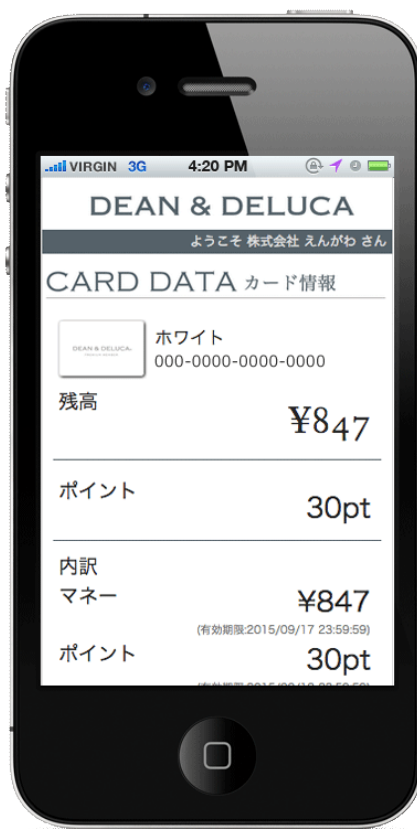 VIRGIN 3G 4:20 PM
DEAN & DELUCA
ようこそ 株式会社 えんがわ さん
CARD DATA カード情報
DEAN & DELUCA
ホワイト
000-0000-0000-0000
残高
¥847
ポイント
30pt
内訳
マネー
¥847
(有効期限:2015/09/17 23:59:59)
ポイント
30pt